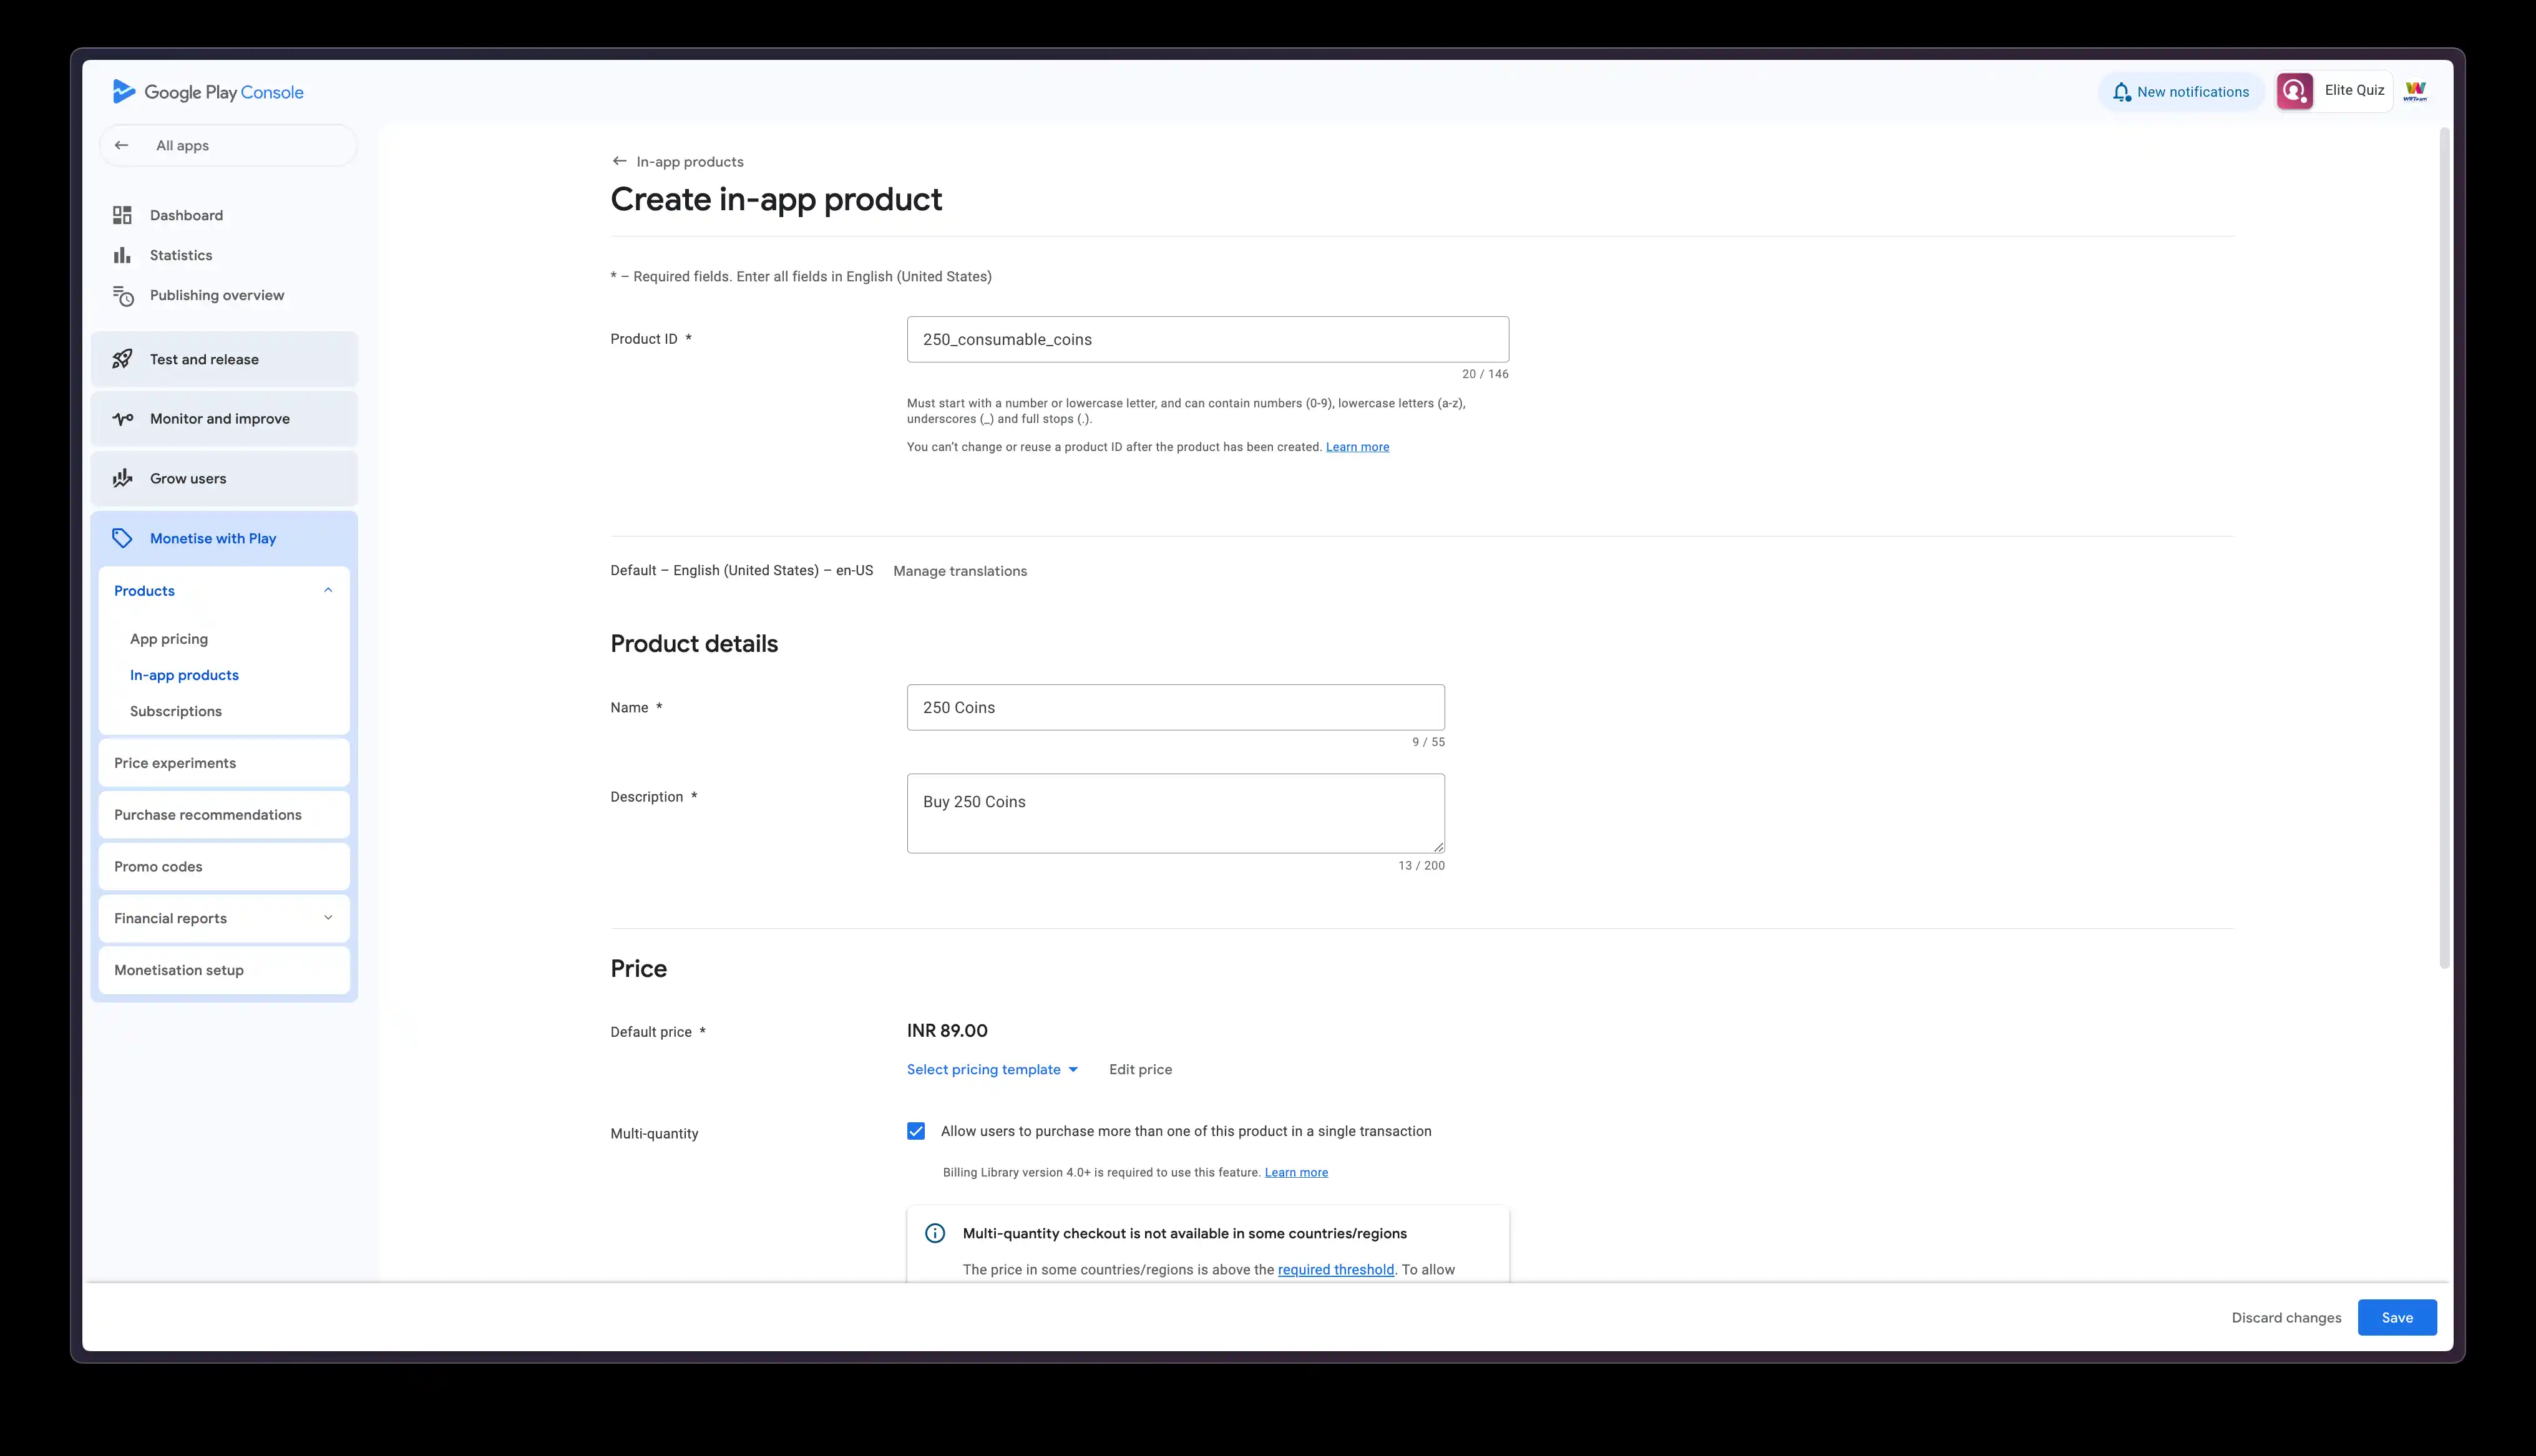 Google Play Console
New notifications
Elite Quiz
WRTeam
All apps
Dashboard
Statistics
Publishing overview
Test and release
Monitor and improve
Grow users
Monetise with Play
Products
App pricing
In-app products
Subscriptions
Price experiments
Purchase recommendations
Promo codes
Financial reports
Monetisation setup
In-app products
Create in-app product
* – Required fields. Enter all fields in English (United States)
Product ID *
250_consumable_coins
20 / 146
Must start with a number or lowercase letter, and can contain numbers (0-9), lowercase letters (a-z),
underscores (_) and full stops (.).
You can't change or reuse a product ID after the product has been created. Learn more
Default – English (United States) – en-US Manage translations
Product details
Name *
250 Coins
9 / 55
Description *
Buy 250 Coins
13 / 200
Price
Default price *
INR 89.00
Select pricing template Edit price
Multi-quantity
Allow users to purchase more than one of this product in a single transaction
Billing Library version 4.0+ is required to use this feature. Learn more
Multi-quantity checkout is not available in some countries/regions
The price in some countries/regions is above the required threshold. To allow
Discard changes
Save